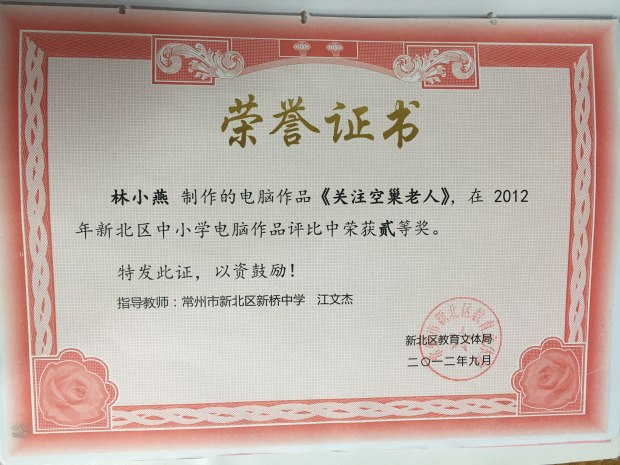 荣誉证书
林小燕 制作的电脑作品《关注空巢老人》，在 2012
年新北区中小学电脑作品评比中荣获贰等奖。
特发此证，以资鼓励！
指导教师：常州市新北区新桥中学 江文杰
新北区教育文体局
二〇一二年九月